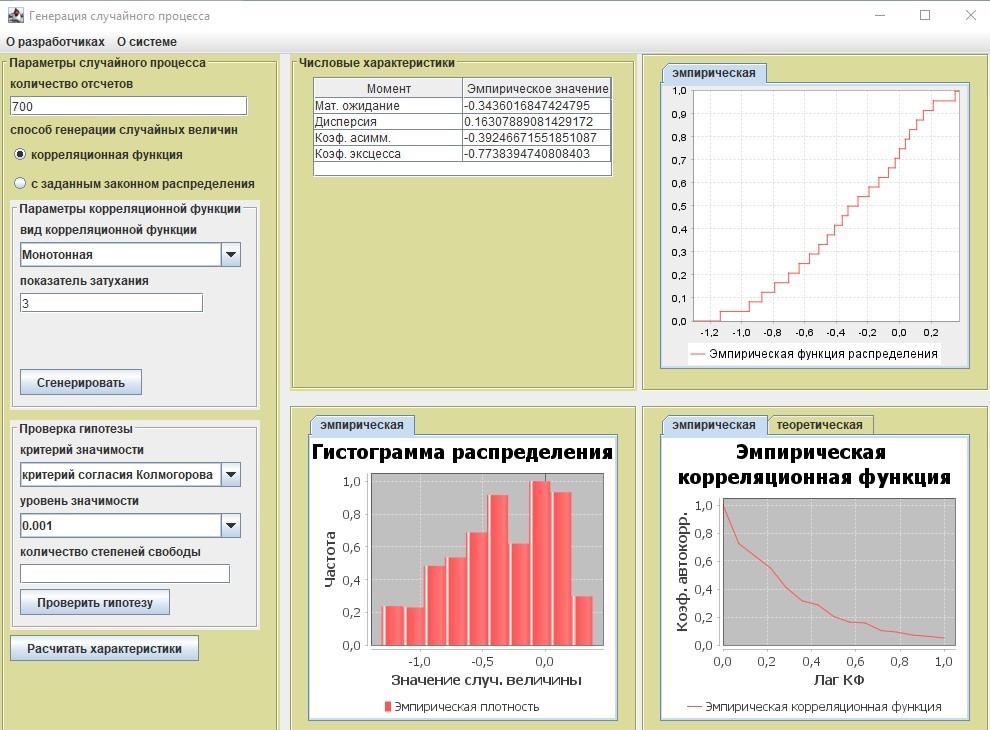 Генерация случайного процесса
О разработчиках О системе
Параметры случайного процесса
количество отсчетов
700
способ генерации случайных величин
корреляционная функция
с заданным законном распределения
Параметры корреляционной функции
вид корреляционной функции
Монотонная
показатель затухания
3
Сгенерировать
Проверка гипотезы
критерий значимости
критерий согласия Колмогорова
уровень значимости
0.001
количество степеней свободы
Проверить гипотезу
Расчитать характеристики
Числовые характеристики
Момент Эмпирическое значение
Мат. ожидание -0.3436016847424795
Дисперсия 0.16307889081429172
Коэф. асимм. -0.39246671551851087
Коэф. эксцесса -0.7738394740808403
эмпирическая
1,0
0,9
0,8
0,7
0,6
0,5
0,4
0,3
0,2
0,1
0,0
-1,2 -1,0 -0,8 -0,6 -0,4 -0,2 0,0 0,2
Эмпирическая функция распределения
эмпирическая
Гистограмма распределения
Частота
1,0
0,8
0,6
0,4
0,2
0,0
-1,0 -0,5 0,0
Значение случ. величины
Эмпирическая плотность
эмпирическая теоретическая
Эмпирическая
корреляционная функция
Коэф. автокорр.
1,0
0,8
0,6
0,4
0,2
0,0
0,0 0,2 0,4 0,6 0,8 1,0
Лаг КФ
Эмпирическая корреляционная функция